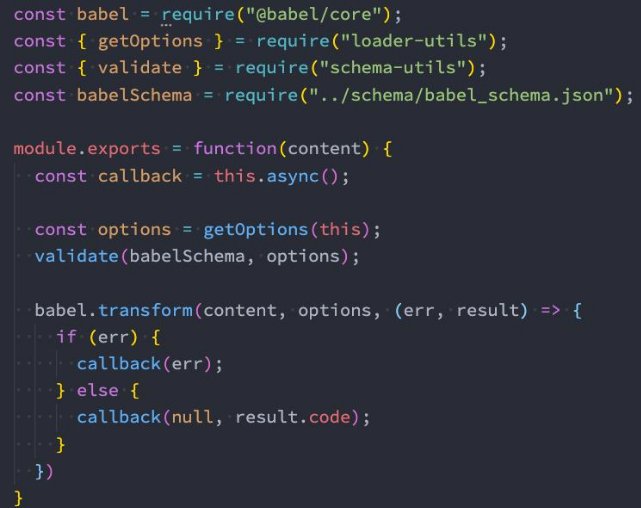 const babel = require("@babel/core");
const { getOptions } = require("loader-utils");
const { validate } = require("schema-utils");
const babelSchema = require("../schema/babel_schema.json");

module.exports = function(content) {
  const callback = this.async();

  const options = getOptions(this);
  validate(babelSchema, options);

  babel.transform(content, options, (err, result) => {
    if (err) {
      callback(err);
    } else {
      callback(null, result.code);
    }
  })
}